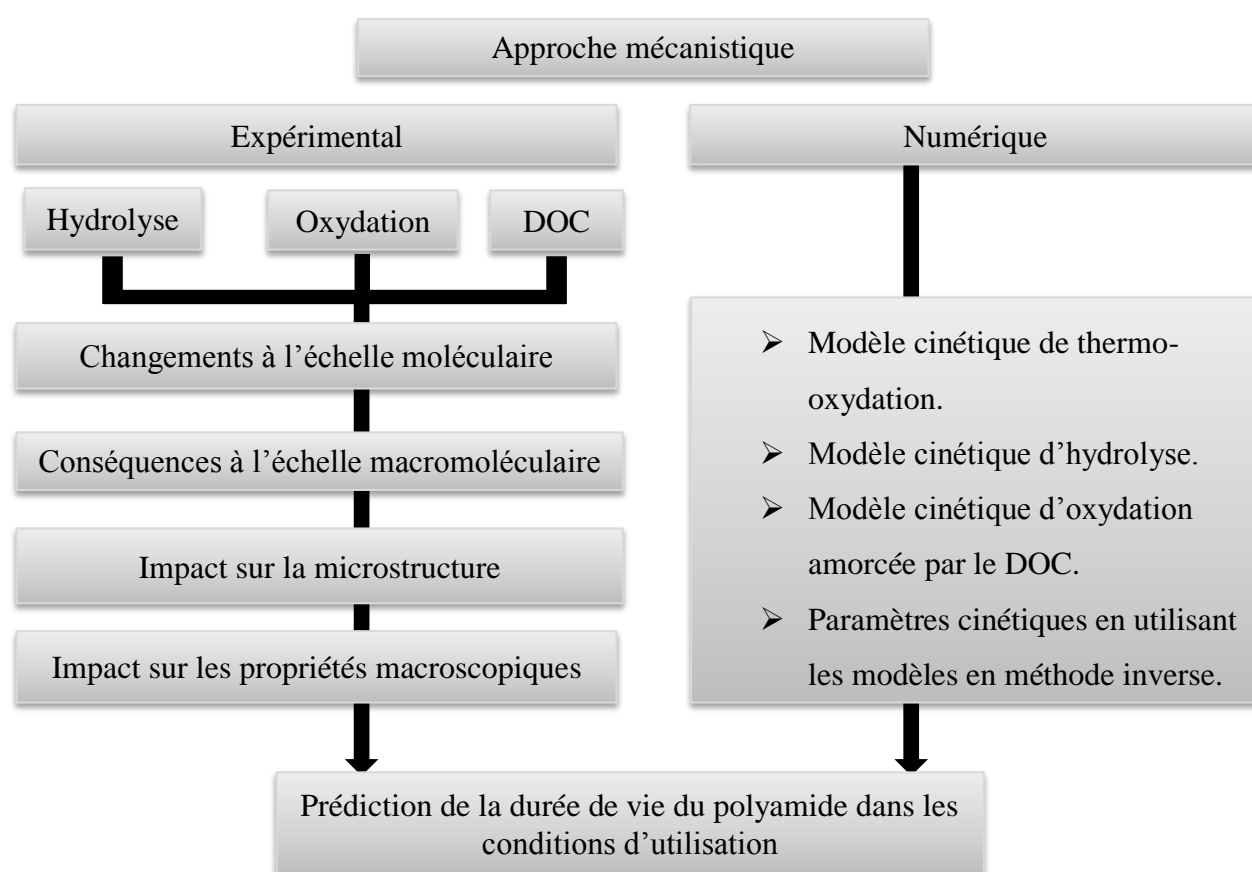 Approche mécanistique
Expérimental
Numérique
Hydrolyse
Oxydation
DOC
Changements à l’échelle moléculaire
Conséquences à l’échelle macromoléculaire
Impact sur la microstructure
Impact sur les propriétés macroscopiques
➢ Modèle cinétique de thermo-
oxydation.
➢ Modèle cinétique d’hydrolyse.
➢ Modèle cinétique d’oxydation
amorcée par le DOC.
➢ Paramètres cinétiques en utilisant
les modèles en méthode inverse.
Prédiction de la durée de vie du polyamide dans les
conditions d’utilisation